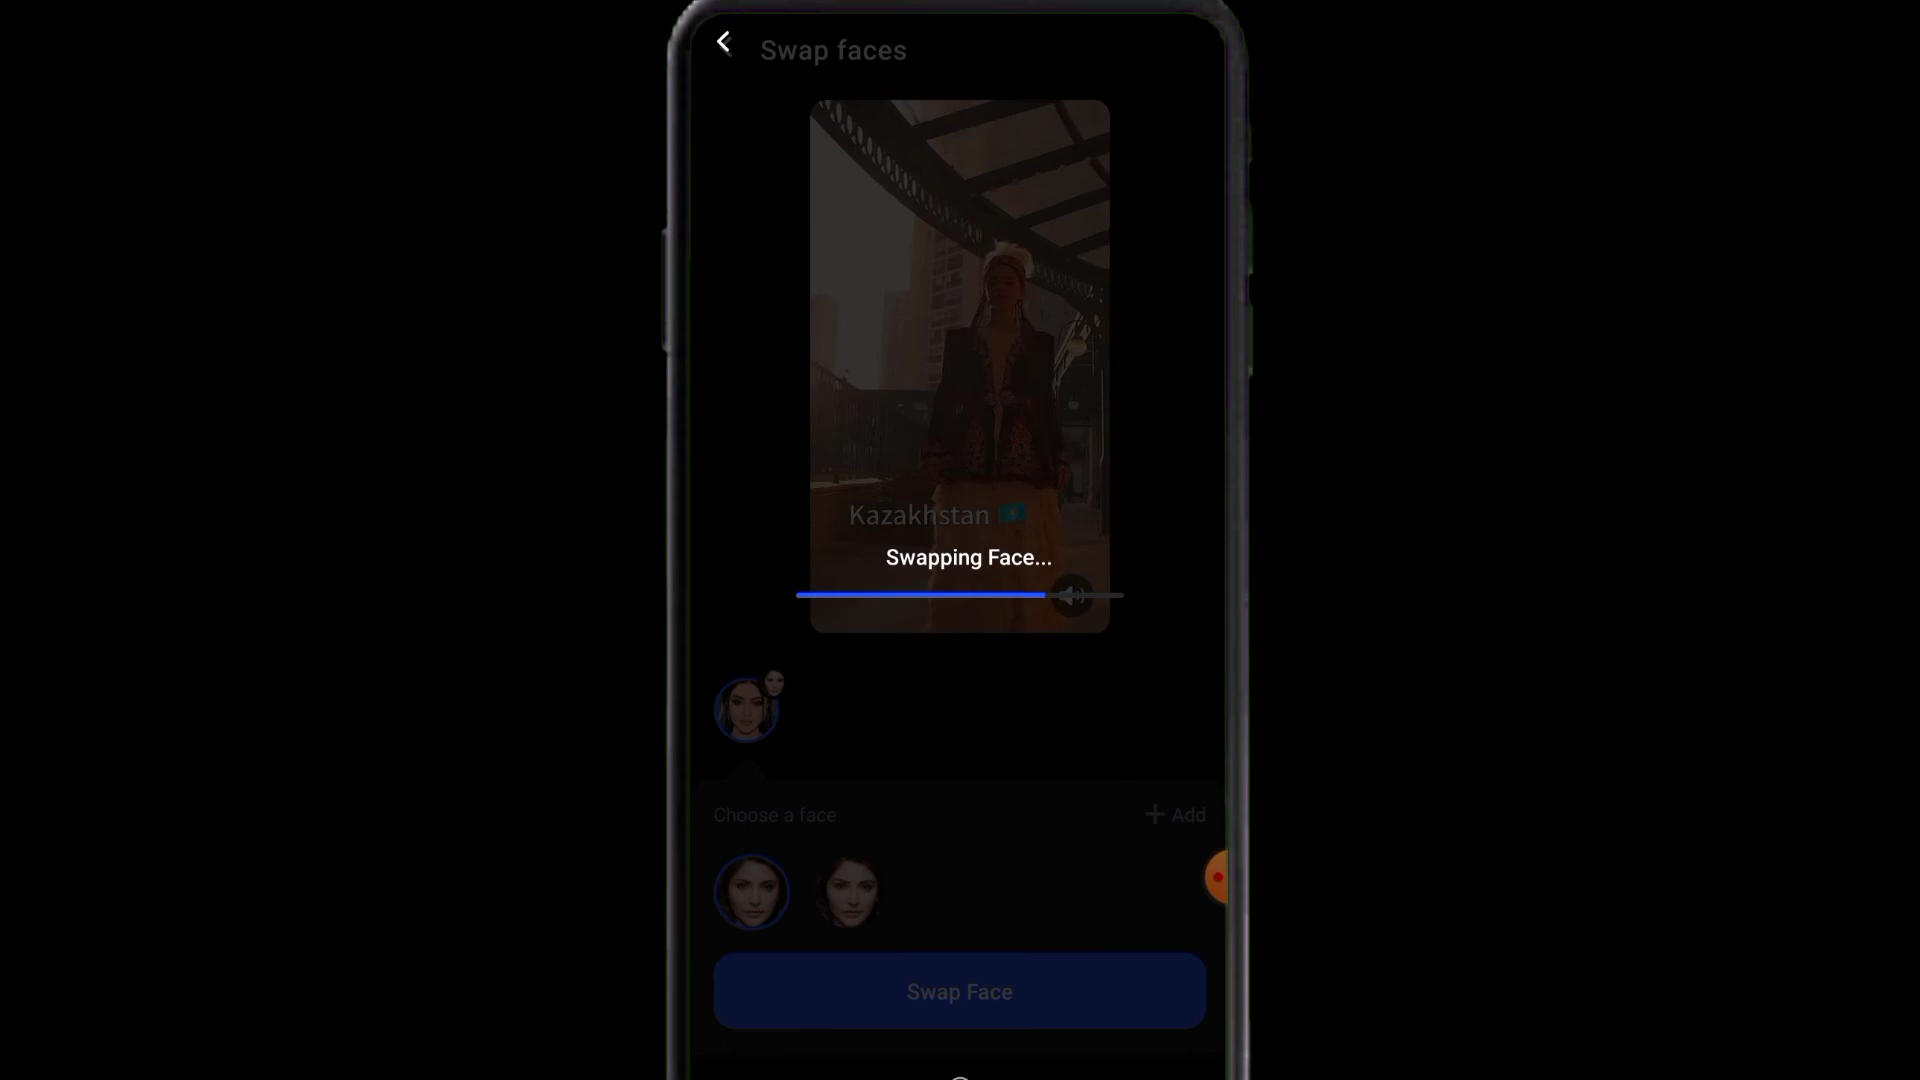 Swap faces
Kazakhstan 🇰🇿
Swapping Face...
Choose a face
+ Add
Swap Face